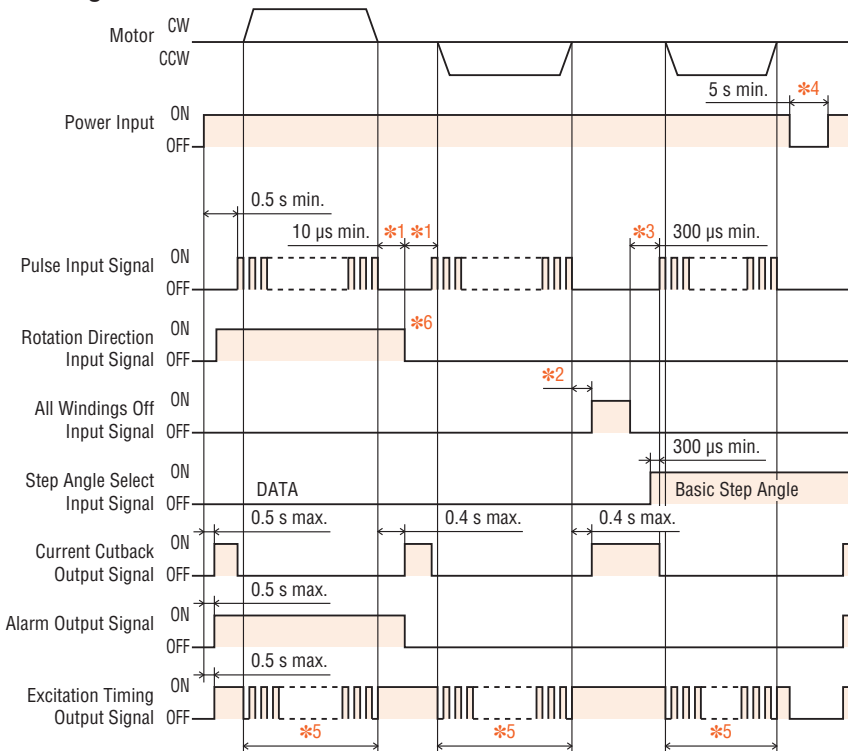 Motor CW
CCW
5 s min. *4
Power Input ON
OFF
0.5 s min.
10 µs min. *1 *1 *3 300 µs min.
Pulse Input Signal ON
OFF
Rotation Direction
Input Signal ON
OFF
*6
*2
All Windings Off
Input Signal ON
OFF
300 µs min.
Step Angle Select
Input Signal ON
OFF
DATA
Basic Step Angle
0.5 s max. 0.4 s max. 0.4 s max.
Current Cutback
Output Signal ON
OFF
0.5 s max.
Alarm Output Signal ON
OFF
0.5 s max.
Excitation Timing
Output Signal ON
OFF
*5 *5 *5